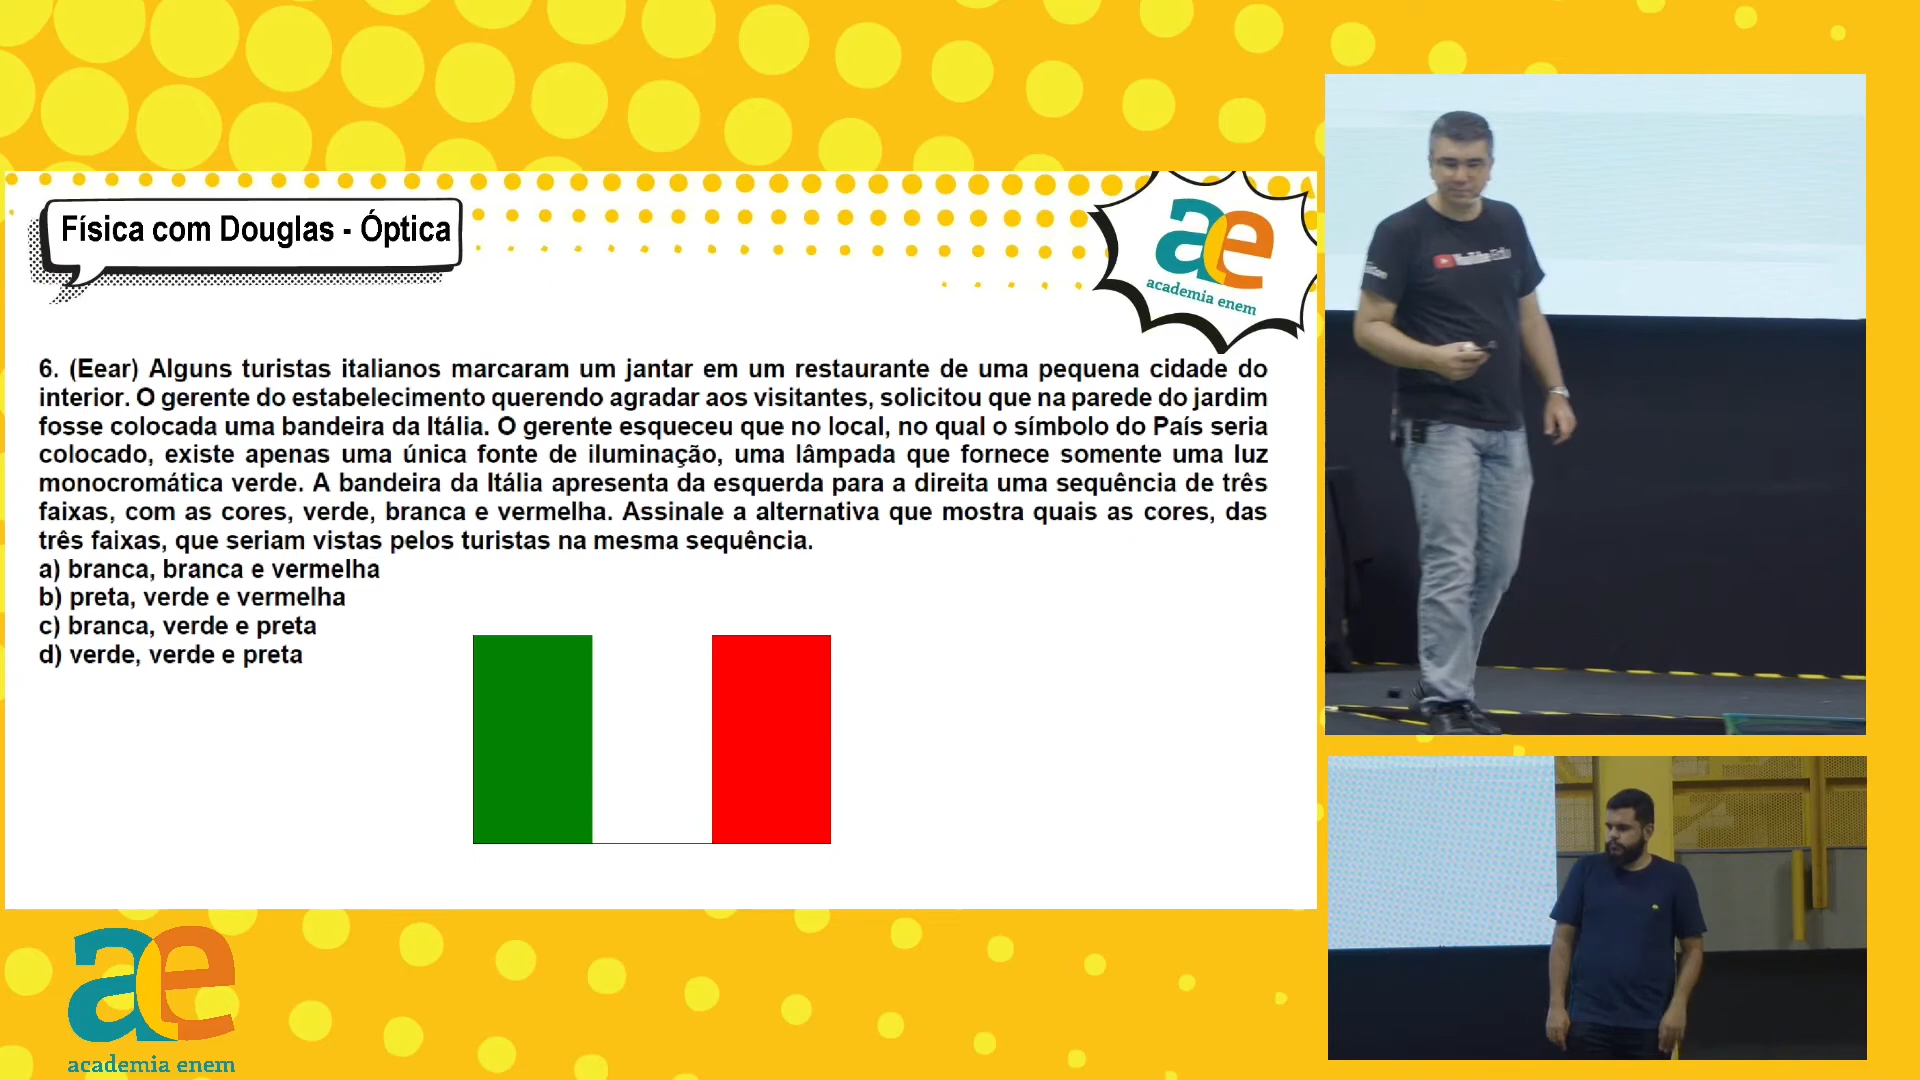 Física com Douglas - Óptica
ae
academia enem
6. (Eear) Alguns turistas italianos marcaram um jantar em um restaurante de uma pequena cidade do
interior. O gerente do estabelecimento querendo agradar aos visitantes, solicitou que na parede do jardim
fosse colocada uma bandeira da Itália. O gerente esqueceu que no local, no qual o símbolo do País seria
colocado, existe apenas uma única fonte de iluminação, uma lâmpada que fornece somente uma luz
monocromática verde. A bandeira da Itália apresenta da esquerda para a direita uma sequência de três
faixas, com as cores, verde, branca e vermelha. Assinale a alternativa que mostra quais as cores, das
três faixas, que seriam vistas pelos turistas na mesma sequência.
a) branca, branca e vermelha
b) preta, verde e vermelha
c) branca, verde e preta
d) verde, verde e preta
YouTube Edu
ae
academia enem